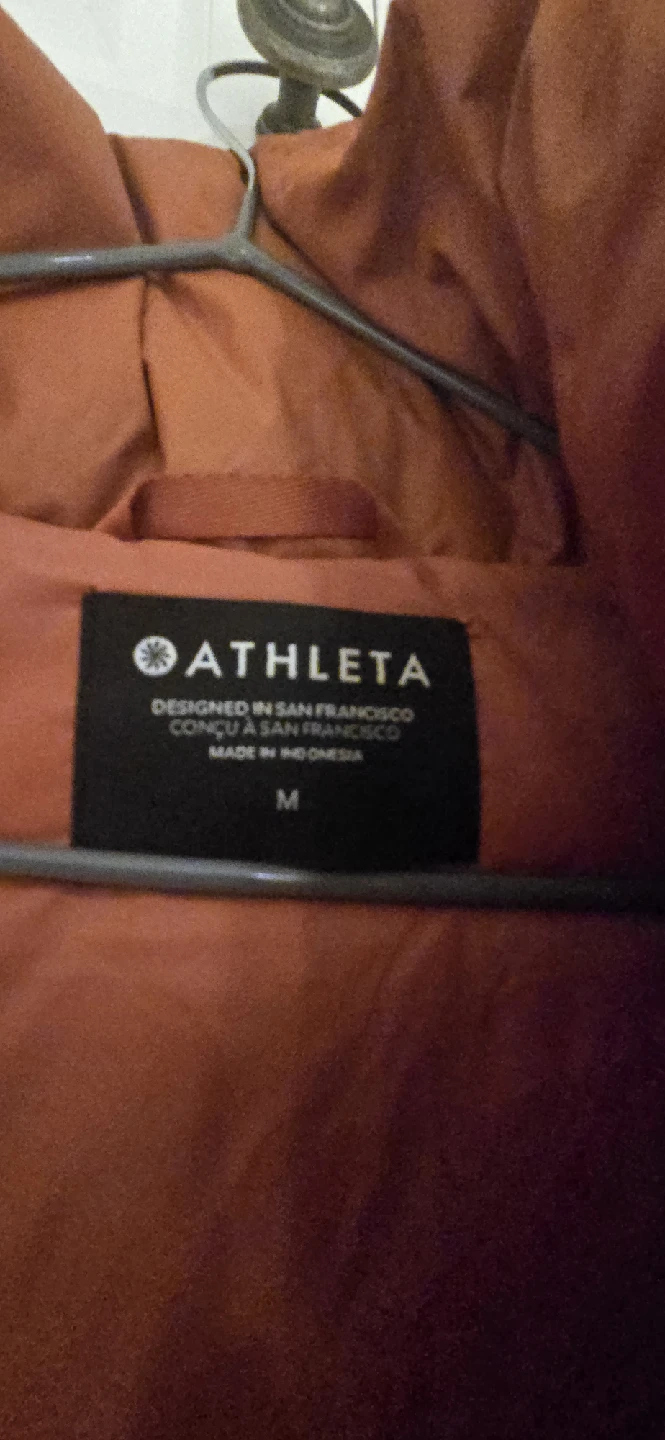 ATHLETA
DESIGNED IN SAN FRANCISCO
CONÇU À SAN FRANCISCO
MADE IN INDONESIA
M